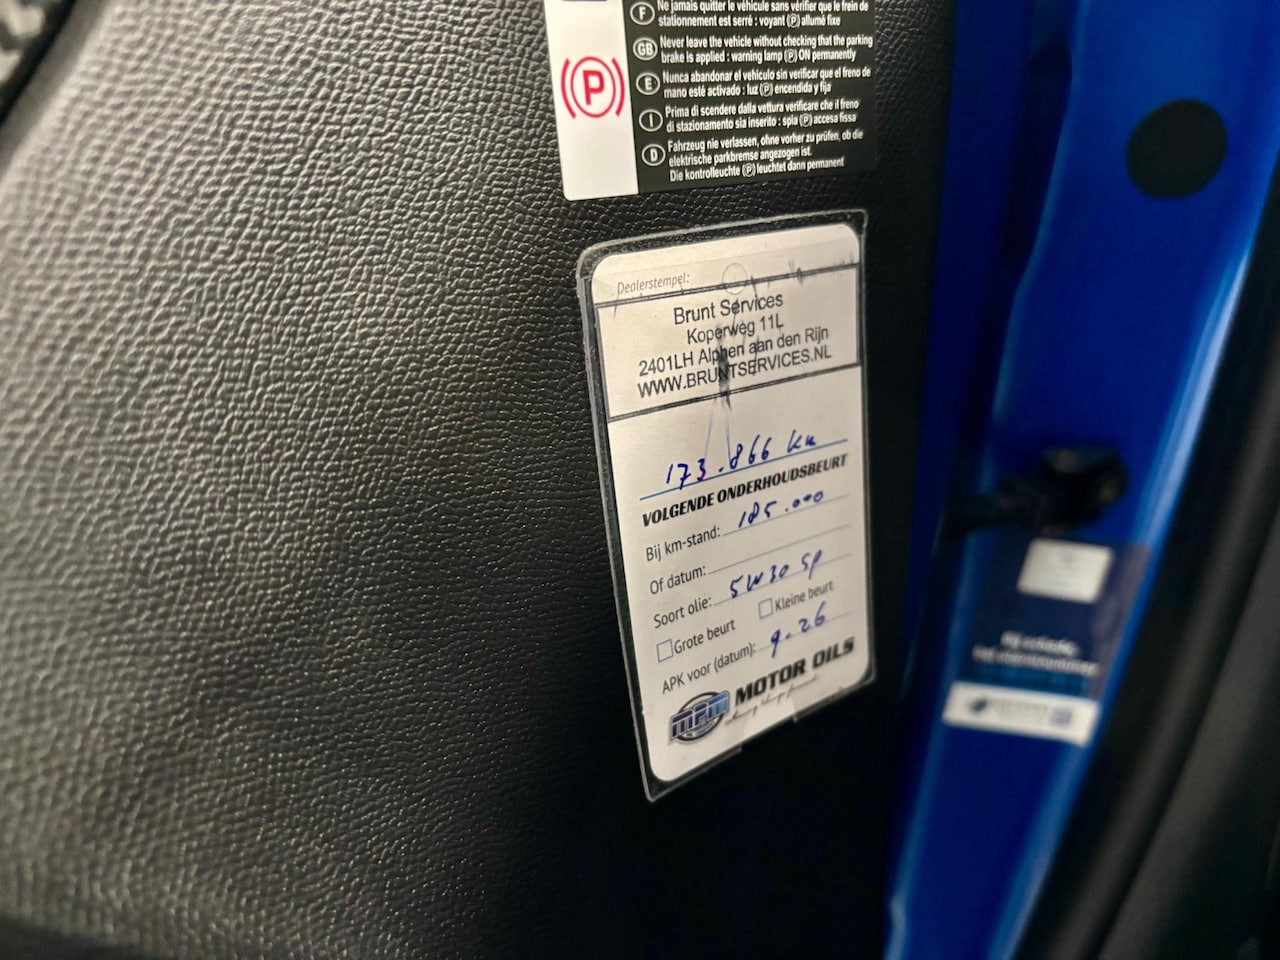 F Ne jamais quitter le véhicule sans vérifier que le frein de
stationnement est serré : voyant (P) allumé fixe
GB Never leave the vehicle without checking that the parking
brake is applied : warning lamp (P) ON permanently
E Nunca abandonar el vehiculo sin verificar que el freno de
mano esté activado : luz (P) encendida y fija
I Prima di scendere dalla vettura verificare che il freno
di stazionamento sia inserito : spia (P) accesa fissa
D Fahrzeug nie verlassen, ohne vorher zu prüfen, ob die
elektrische parkbremse angezogen ist.
Die kontrolleuchte (P) leuchtet dann permanent
(P)
Dealerstempel:
Brunt Services
Koperweg 11L
2401LH Alphen aan den Rijn
WWW.BRUNTSERVICES.NL
173.866 km
VOLGENDE ONDERHOUDSBEURT
Bij km-stand: 185.000
Of datum:
Soort olie: 5W30 SP
Grote beurt Kleine beurt
APK voor (datum): 9-26
MPM MOTOR OILS